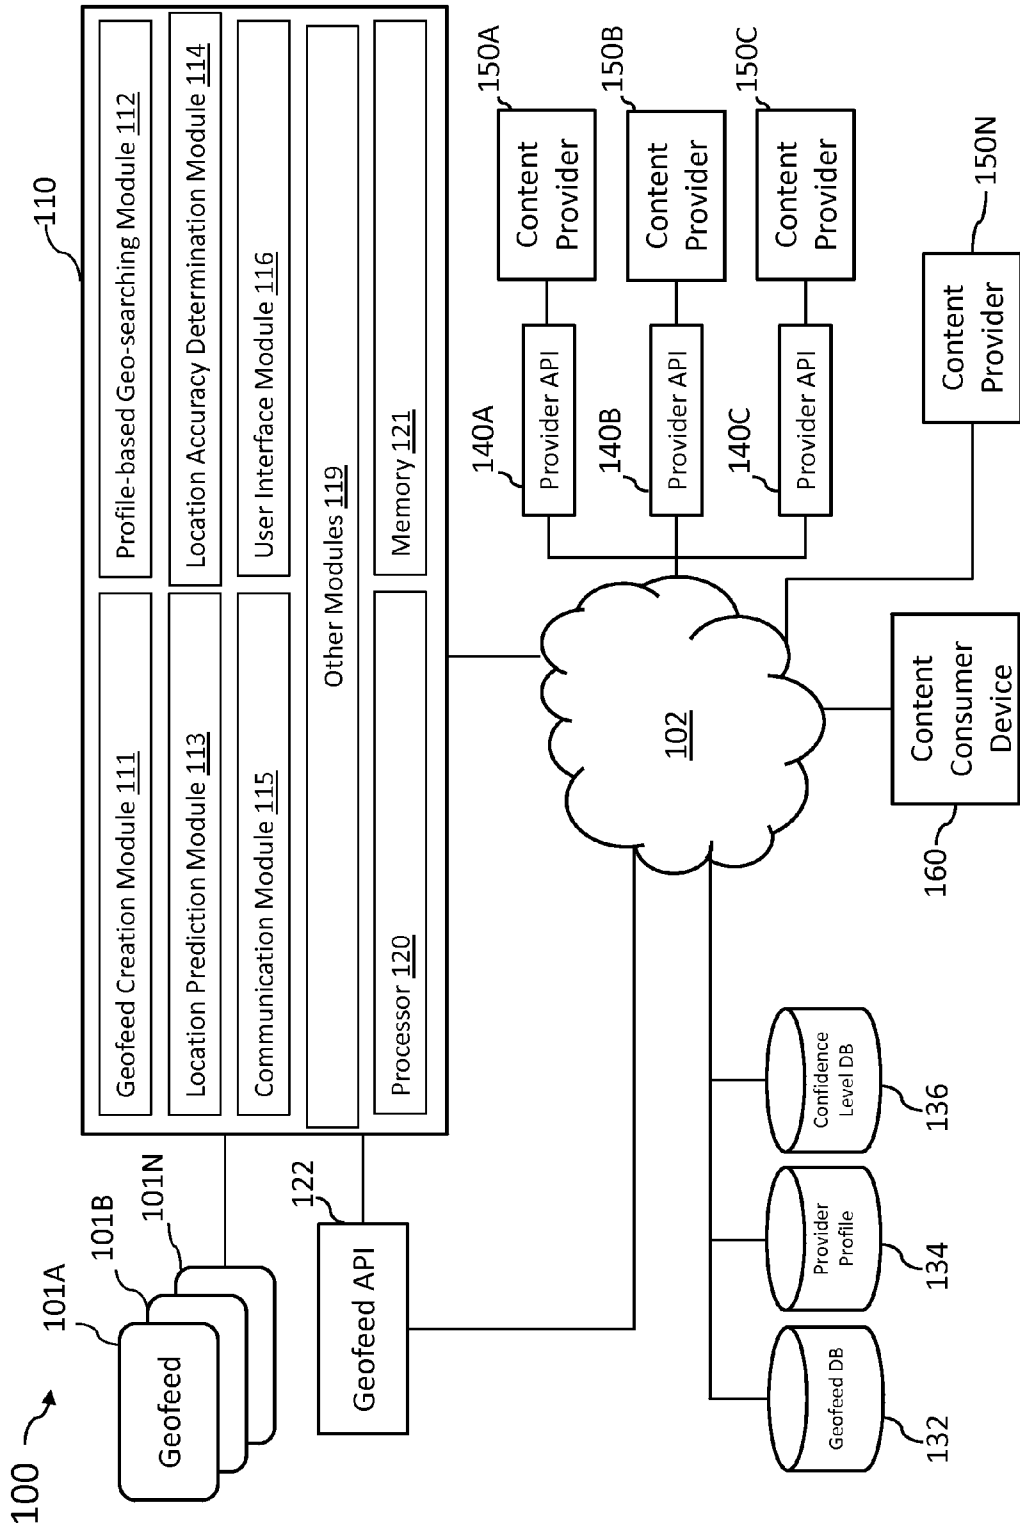 100
101A
101B
101N
Geofeed
110
Geofeed Creation Module 111
Profile-based Geo-searching Module 112
Location Prediction Module 113
Location Accuracy Determination Module 114
Communication Module 115
User Interface Module 116
Other Modules 119
Processor 120
Memory 121
122
Geofeed API
102
140A
Provider API
150A
Content
Provider
140B
Provider API
150B
Content
Provider
140C
Provider API
150C
Content
Provider
Geofeed DB
132
Provider
Profile
134
Confidence
Level DB
136
160
Content
Consumer
Device
Content
Provider
150N